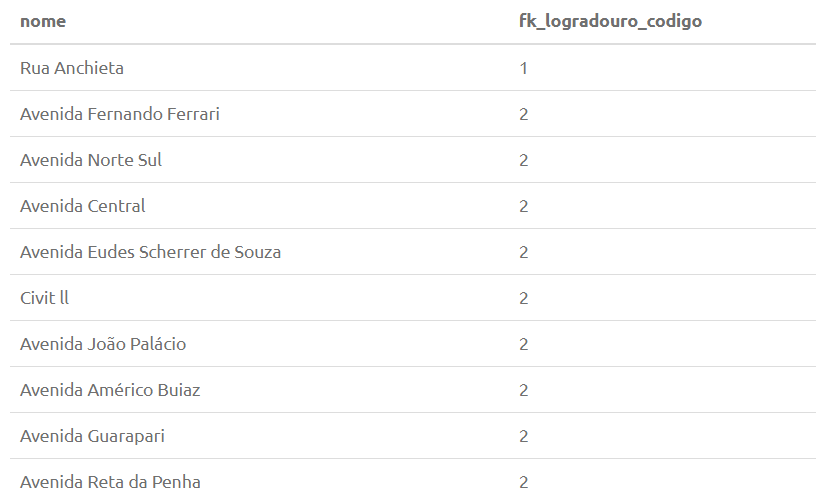 nome fk_logradouro_codigo
Rua Anchieta 1
Avenida Fernando Ferrari 2
Avenida Norte Sul 2
Avenida Central 2
Avenida Eudes Scherrer de Souza 2
Civit ll 2
Avenida João Palácio 2
Avenida Américo Buiaz 2
Avenida Guarapari 2
Avenida Reta da Penha 2